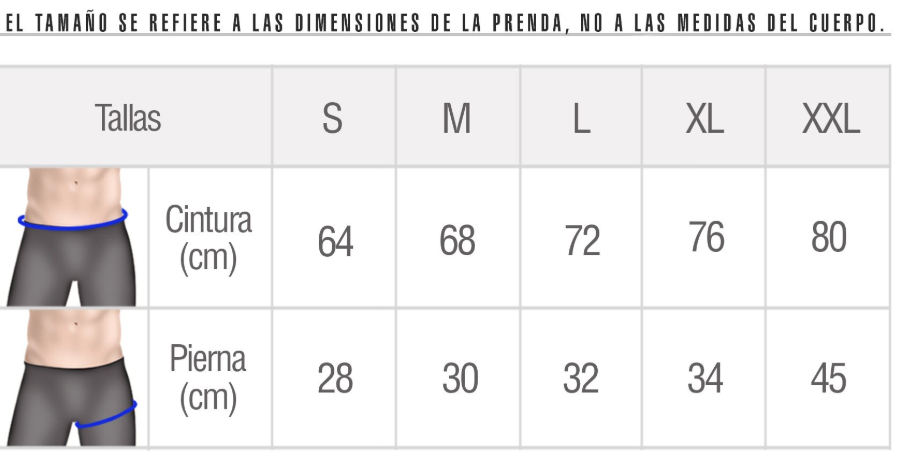 EL TAMAÑO SE REFIERE A LAS DIMENSIONES DE LA PRENDA, NO A LAS MEDIDAS DEL CUERPO.
Tallas S M L XL XXL
Cintura (cm) 64 68 72 76 80
Pierna (cm) 28 30 32 34 45